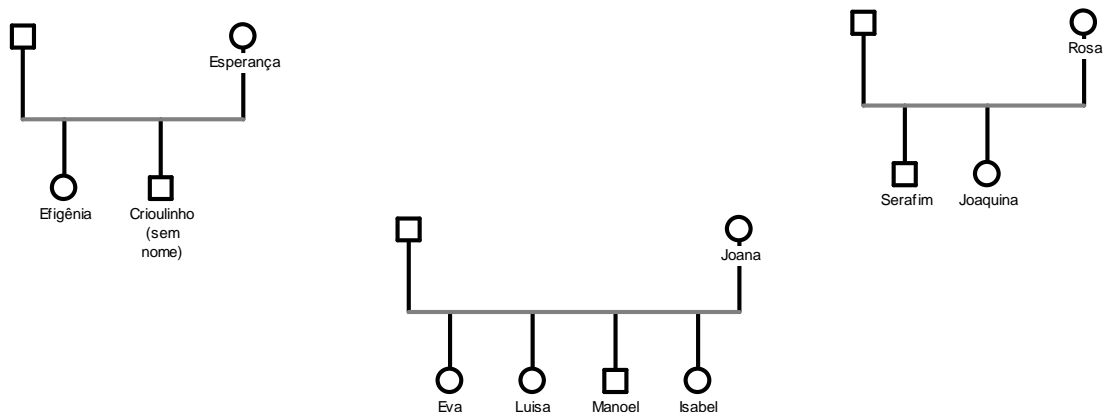 Esperança
Efigênia
Crioulinho
(sem
nome)
Rosa
Serafim
Joaquina
Joana
Eva
Luisa
Manoel
Isabel